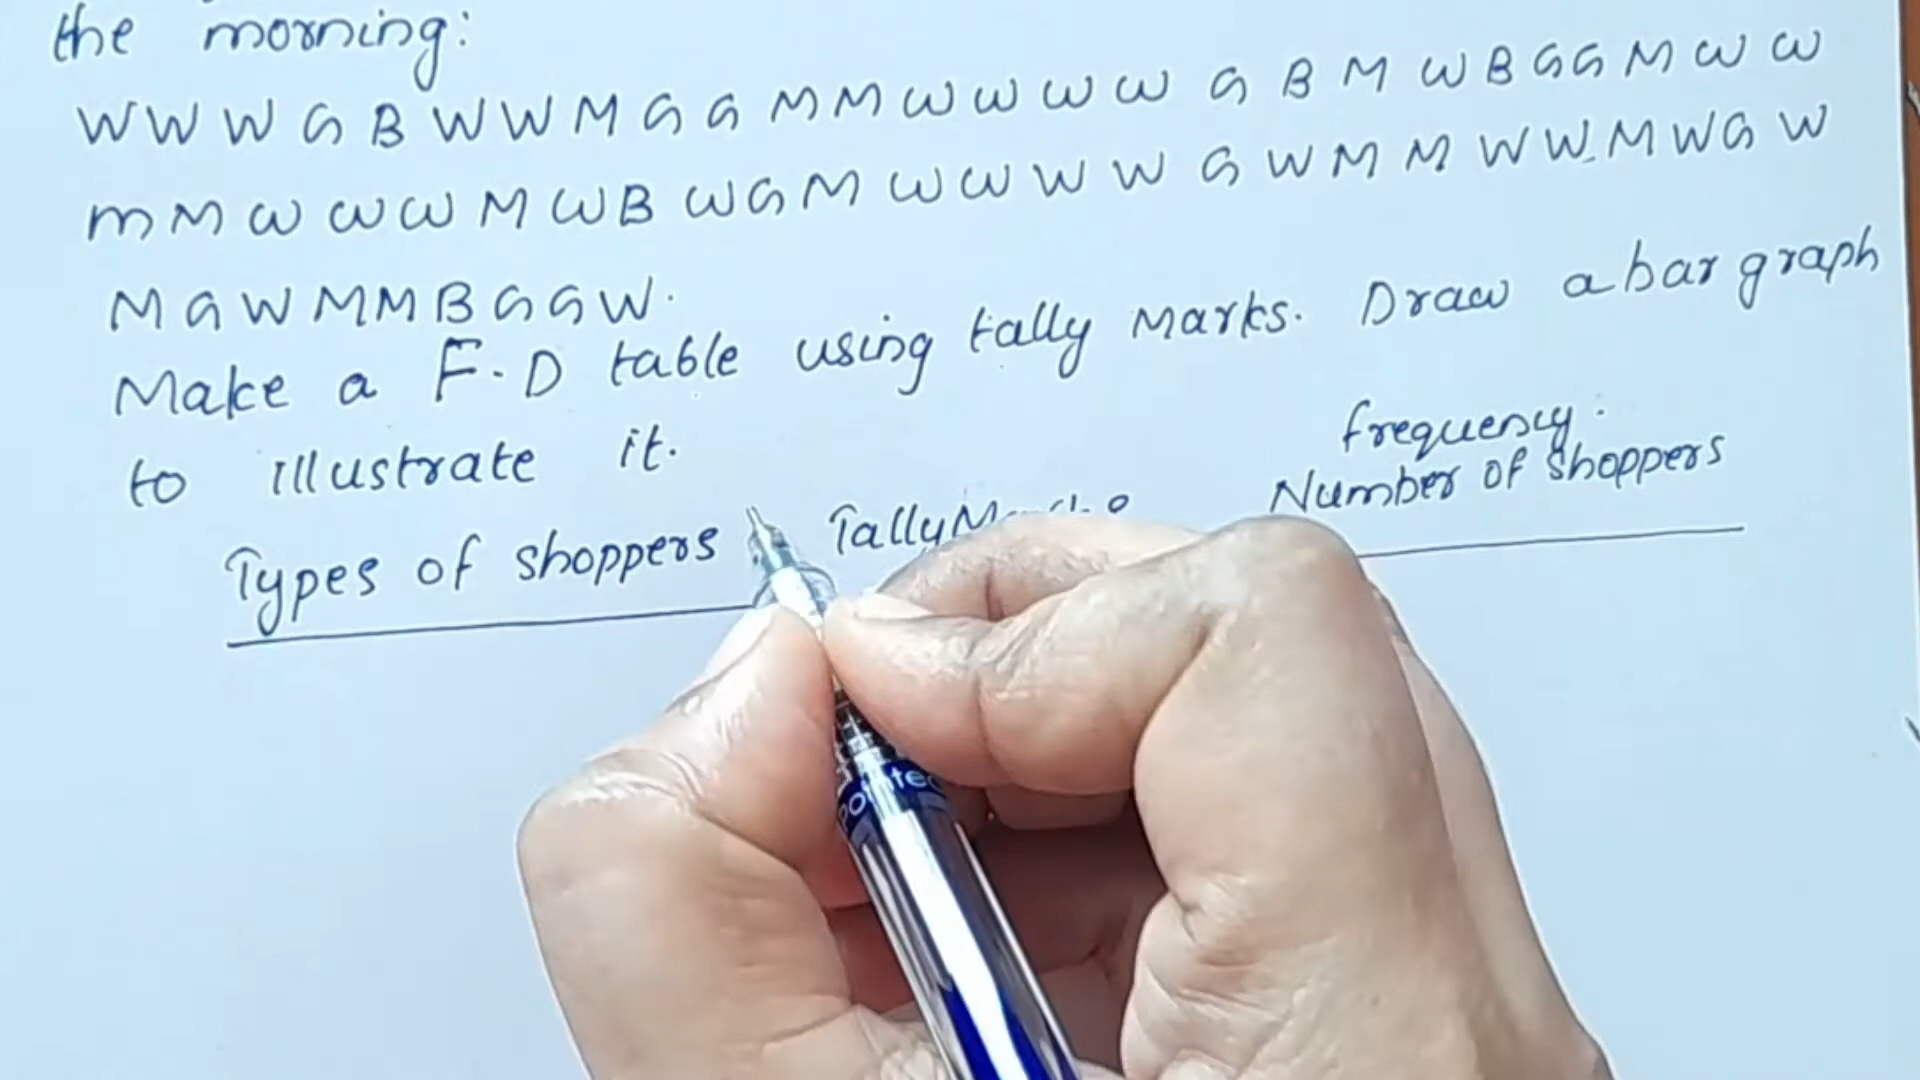 the morning:
W W W G B W W M G G M M W W W W G B M W B G G M W W
M M W W W M W B W G M W W W W G W M M W W M W G W
M G W M M B G G W.
Make a F.D table using tally Marks. Draw a bar graph
to Illustrate it.
frequency.
Types of shoppers Tally Number of shoppers